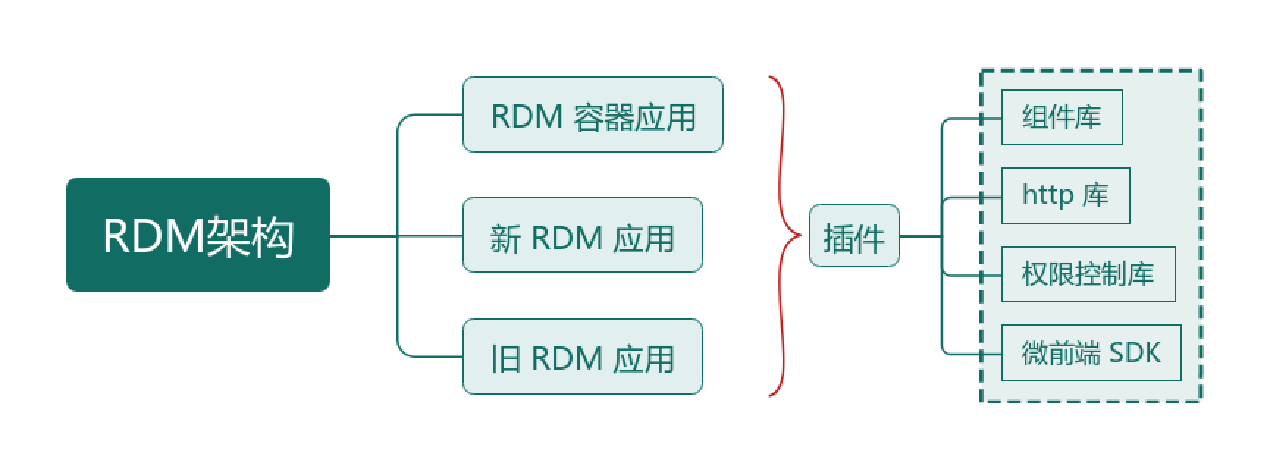 RDM架构
RDM 容器应用
新 RDM 应用
旧 RDM 应用
插件
组件库
http 库
权限控制库
微前端 SDK